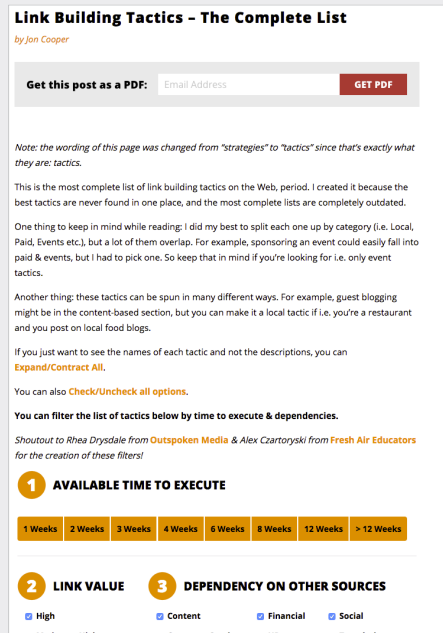 Link Building Tactics – The Complete List
by Jon Cooper
Get this post as a PDF: Email Address GET PDF
Note: the wording of this page was changed from “strategies” to “tactics” since that’s exactly what
they are: tactics.
This is the most complete list of link building tactics on the Web, period. I created it because the
best tactics are never found in one place, and the most complete lists are completely outdated.
One thing to keep in mind while reading: I did my best to split each one up by category (i.e. Local,
Paid, Events etc.), but a lot of them overlap. For example, sponsoring an event could easily fall into
paid & events, but I had to pick one. So keep that in mind if you’re looking for i.e. only event
tactics.
Another thing: these tactics can be spun in many different ways. For example, guest blogging
might be in the content-based section, but you can make it a local tactic if i.e. you’re a restaurant
and you post on local food blogs.
If you just want to see the names of each tactic and not the descriptions, you can
Expand/Contract All.
You can also Check/Uncheck all options.
You can filter the list of tactics below by time to execute & dependencies.
Shoutout to Rhea Drysdale from Outspoken Media & Alex Czartoryski from Fresh Air Educators
for the creation of these filters!
1 AVAILABLE TIME TO EXECUTE
1 Weeks 2 Weeks 3 Weeks 4 Weeks 6 Weeks 8 Weeks 12 Weeks > 12 Weeks
2 LINK VALUE 3 DEPENDENCY ON OTHER SOURCES
High Content Financial Social